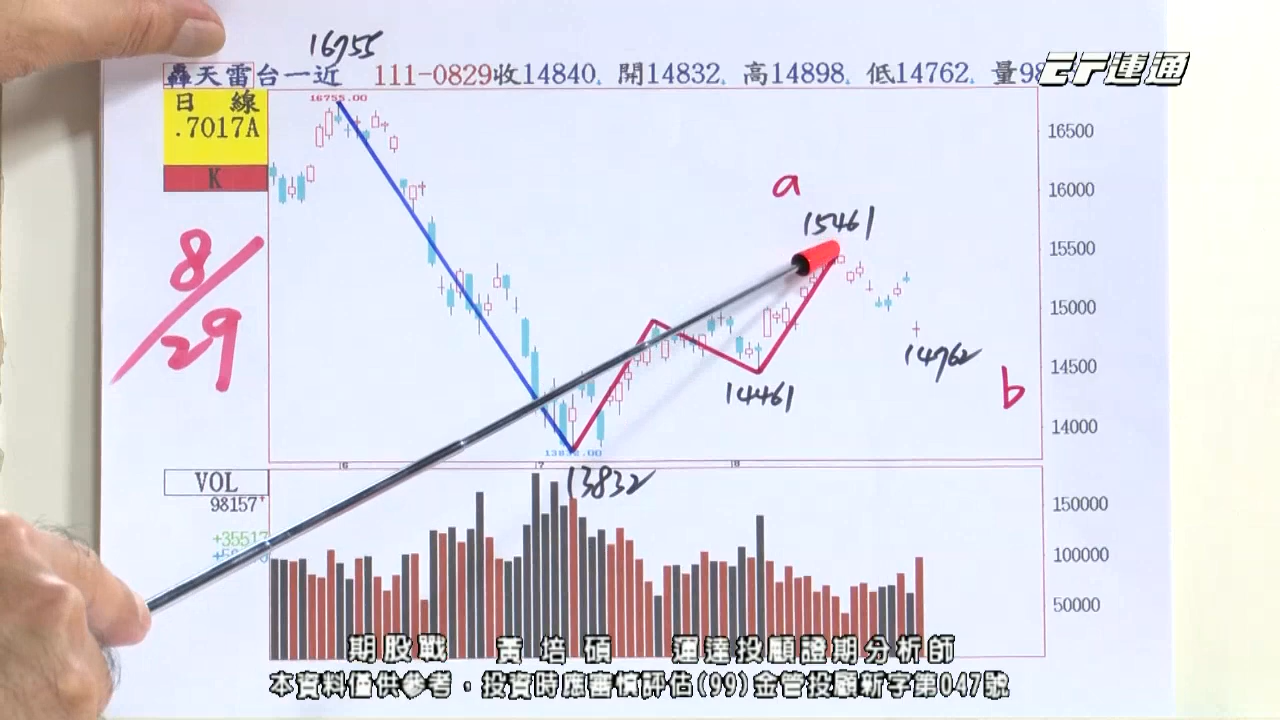 16755
轟天雷台一近 111-0829收14840. 開14832. 高14898. 低14762. 量98
運通
日 線
.7017A
K
16755.00
16500
16000
15500
15000
14500
14000
a
15461
8/29
14461
14762
b
6
7
8
13832
VOL
98157
+35517
150000
100000
50000
期股戰 黃培碩 運達投顧證期分析師
本資料僅供參考，投資時應審慎評估(99)金管投顧新字第047號